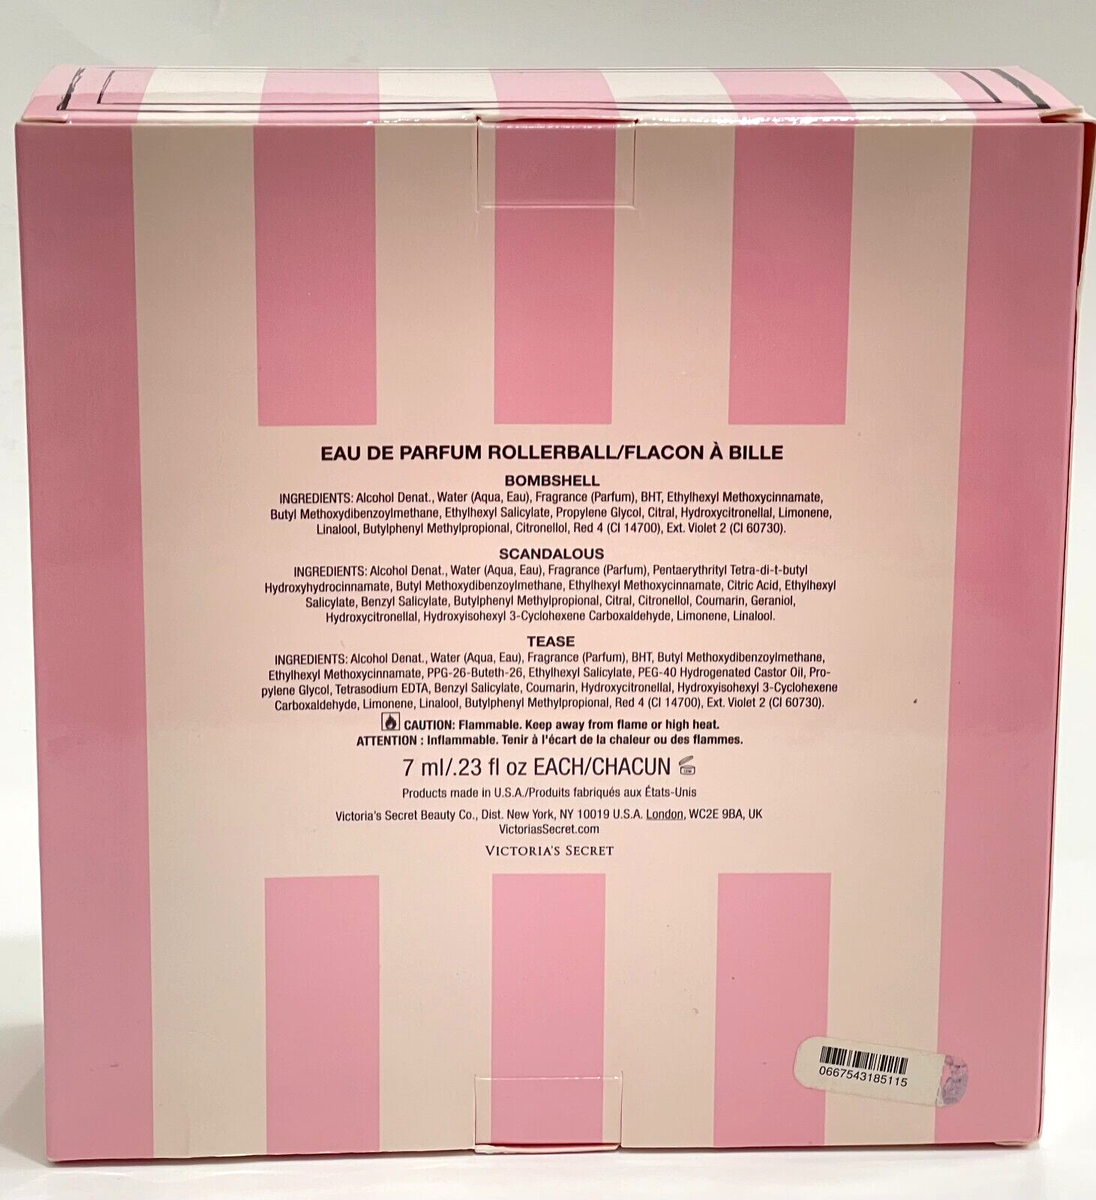 EAU DE PARFUM ROLLERBALL/FLACON À BILLE
BOMBSHELL
INGREDIENTS: Alcohol Denat., Water (Aqua, Eau), Fragrance (Parfum), BHT, Ethylhexyl Methoxycinnamate,
Butyl Methoxydibenzoylmethane, Ethylhexyl Salicylate, Propylene Glycol, Citral, Hydroxycitronellal, Limonene,
Linalool, Butylphenyl Methylpropional, Citronellol, Red 4 (CI 14700), Ext. Violet 2 (CI 60730).
SCANDALOUS
INGREDIENTS: Alcohol Denat., Water (Aqua, Eau), Fragrance (Parfum), Pentaerythrityl Tetra-di-t-butyl
Hydroxyhydrocinnamate, Butyl Methoxydibenzoylmethane, Ethylhexyl Methoxycinnamate, Citric Acid, Ethylhexyl
Salicylate, Benzyl Salicylate, Butylphenyl Methylpropional, Citral, Citronellol, Coumarin, Geraniol,
Hydroxycitronellal, Hydroxyisohexyl 3-Cyclohexene Carboxaldehyde, Limonene, Linalool.
TEASE
INGREDIENTS: Alcohol Denat., Water (Aqua, Eau), Fragrance (Parfum), BHT, Butyl Methoxydibenzoylmethane,
Ethylhexyl Methoxycinnamate, PPG-26-Buteth-26, Ethylhexyl Salicylate, PEG-40 Hydrogenated Castor Oil, Pro-
pylene Glycol, Tetrasodium EDTA, Benzyl Salicylate, Coumarin, Hydroxycitronellal, Hydroxyisohexyl 3-Cyclohexene
Carboxaldehyde, Limonene, Linalool, Butylphenyl Methylpropional, Red 4 (CI 14700), Ext. Violet 2 (CI 60730).
CAUTION: Flammable. Keep away from flame or high heat.
ATTENTION : Inflammable. Tenir à l'écart de la chaleur ou des flammes.
7 ml/.23 fl oz EACH/CHACUN
Products made in U.S.A./Produits fabriqués aux États-Unis
Victoria's Secret Beauty Co., Dist. New York, NY 10019 U.S.A. London, WC2E 9BA, UK
VictoriasSecret.com
VICTORIA'S SECRET
0667543185115